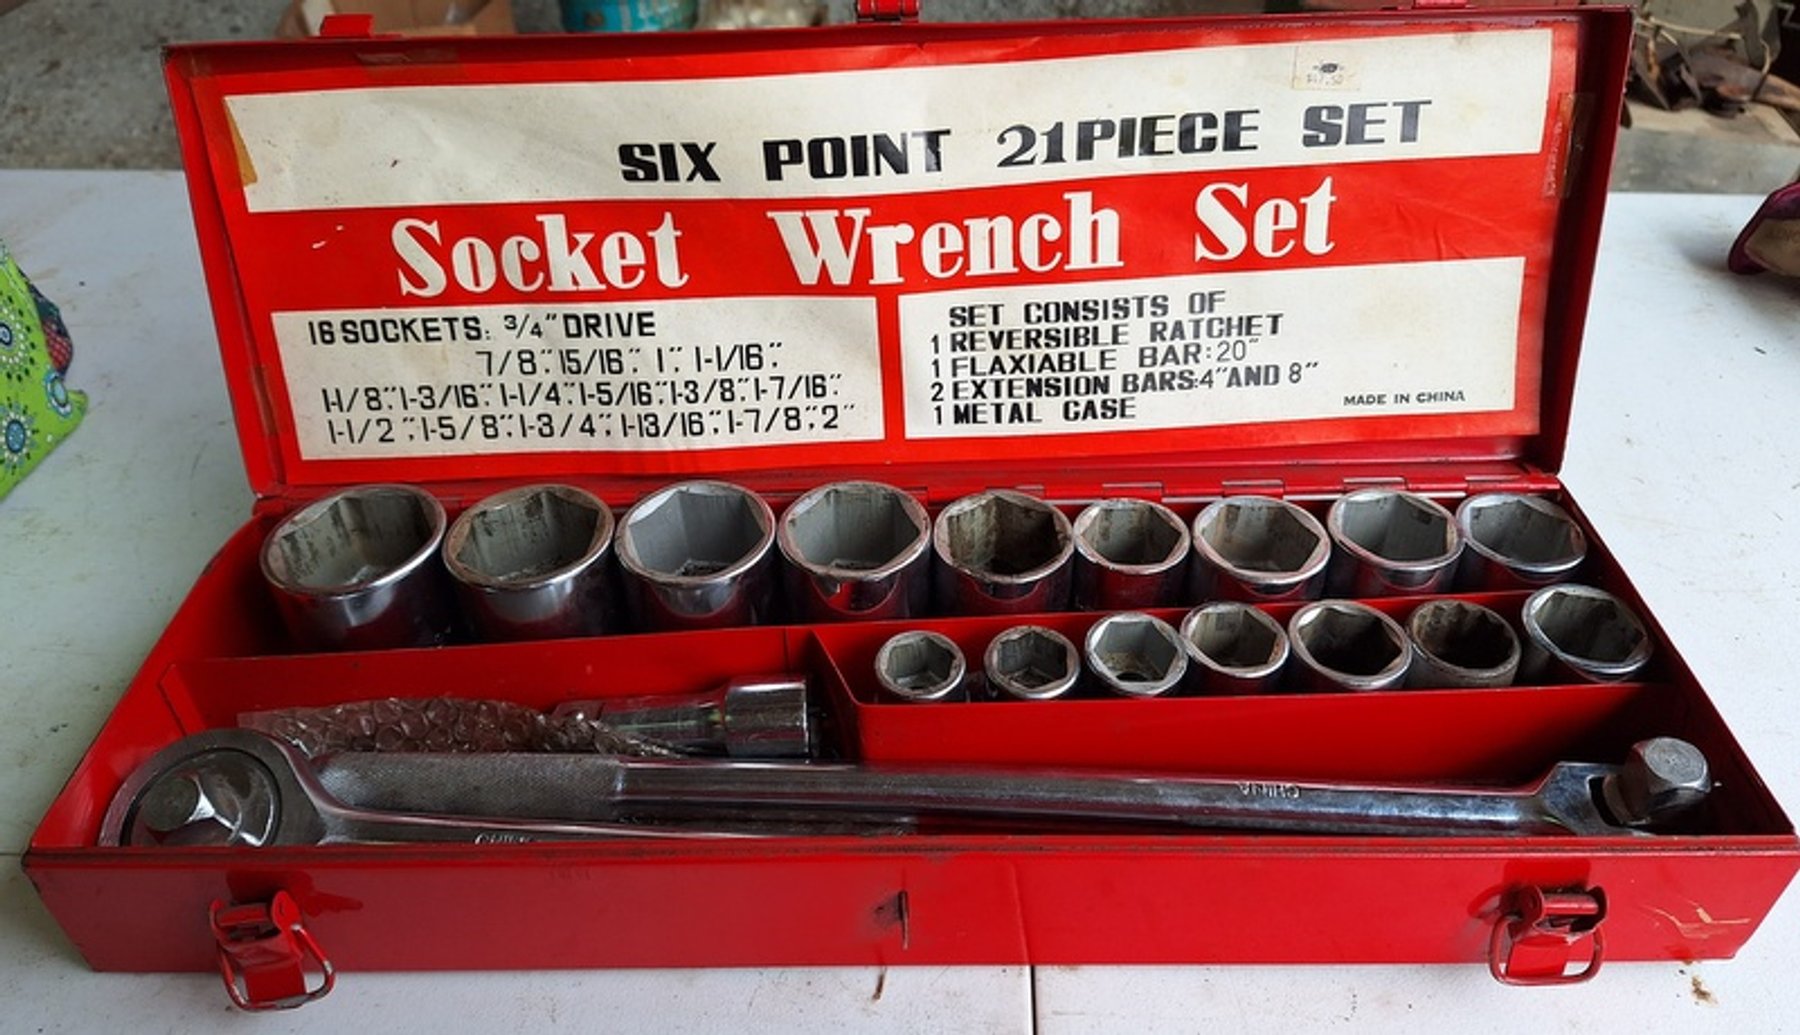 SIX POINT 21 PIECE SET
Socket Wrench Set
16 SOCKETS: 3/4" DRIVE
7/8", 15/16", 1", 1-1/16",
1-1/8", 1-3/16", 1-1/4", 1-5/16", 1-3/8", 1-7/16",
1-1/2", 1-5/8", 1-3/4", 1-13/16", 1-7/8", 2"
SET CONSISTS OF
1 REVERSIBLE RATCHET
1 FLAXIABLE BAR: 20"
2 EXTENSION BARS: 4" AND 8"
1 METAL CASE
MADE IN CHINA
CHINA